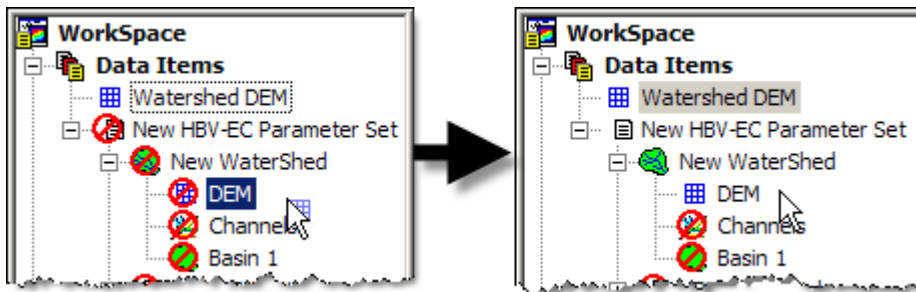 WorkSpace
Data Items
Watershed DEM
New HBV-EC Parameter Set
New WaterShed
DEM
Channels
Basin 1
WorkSpace
Data Items
Watershed DEM
New HBV-EC Parameter Set
New WaterShed
DEM
Channels
Basin 1